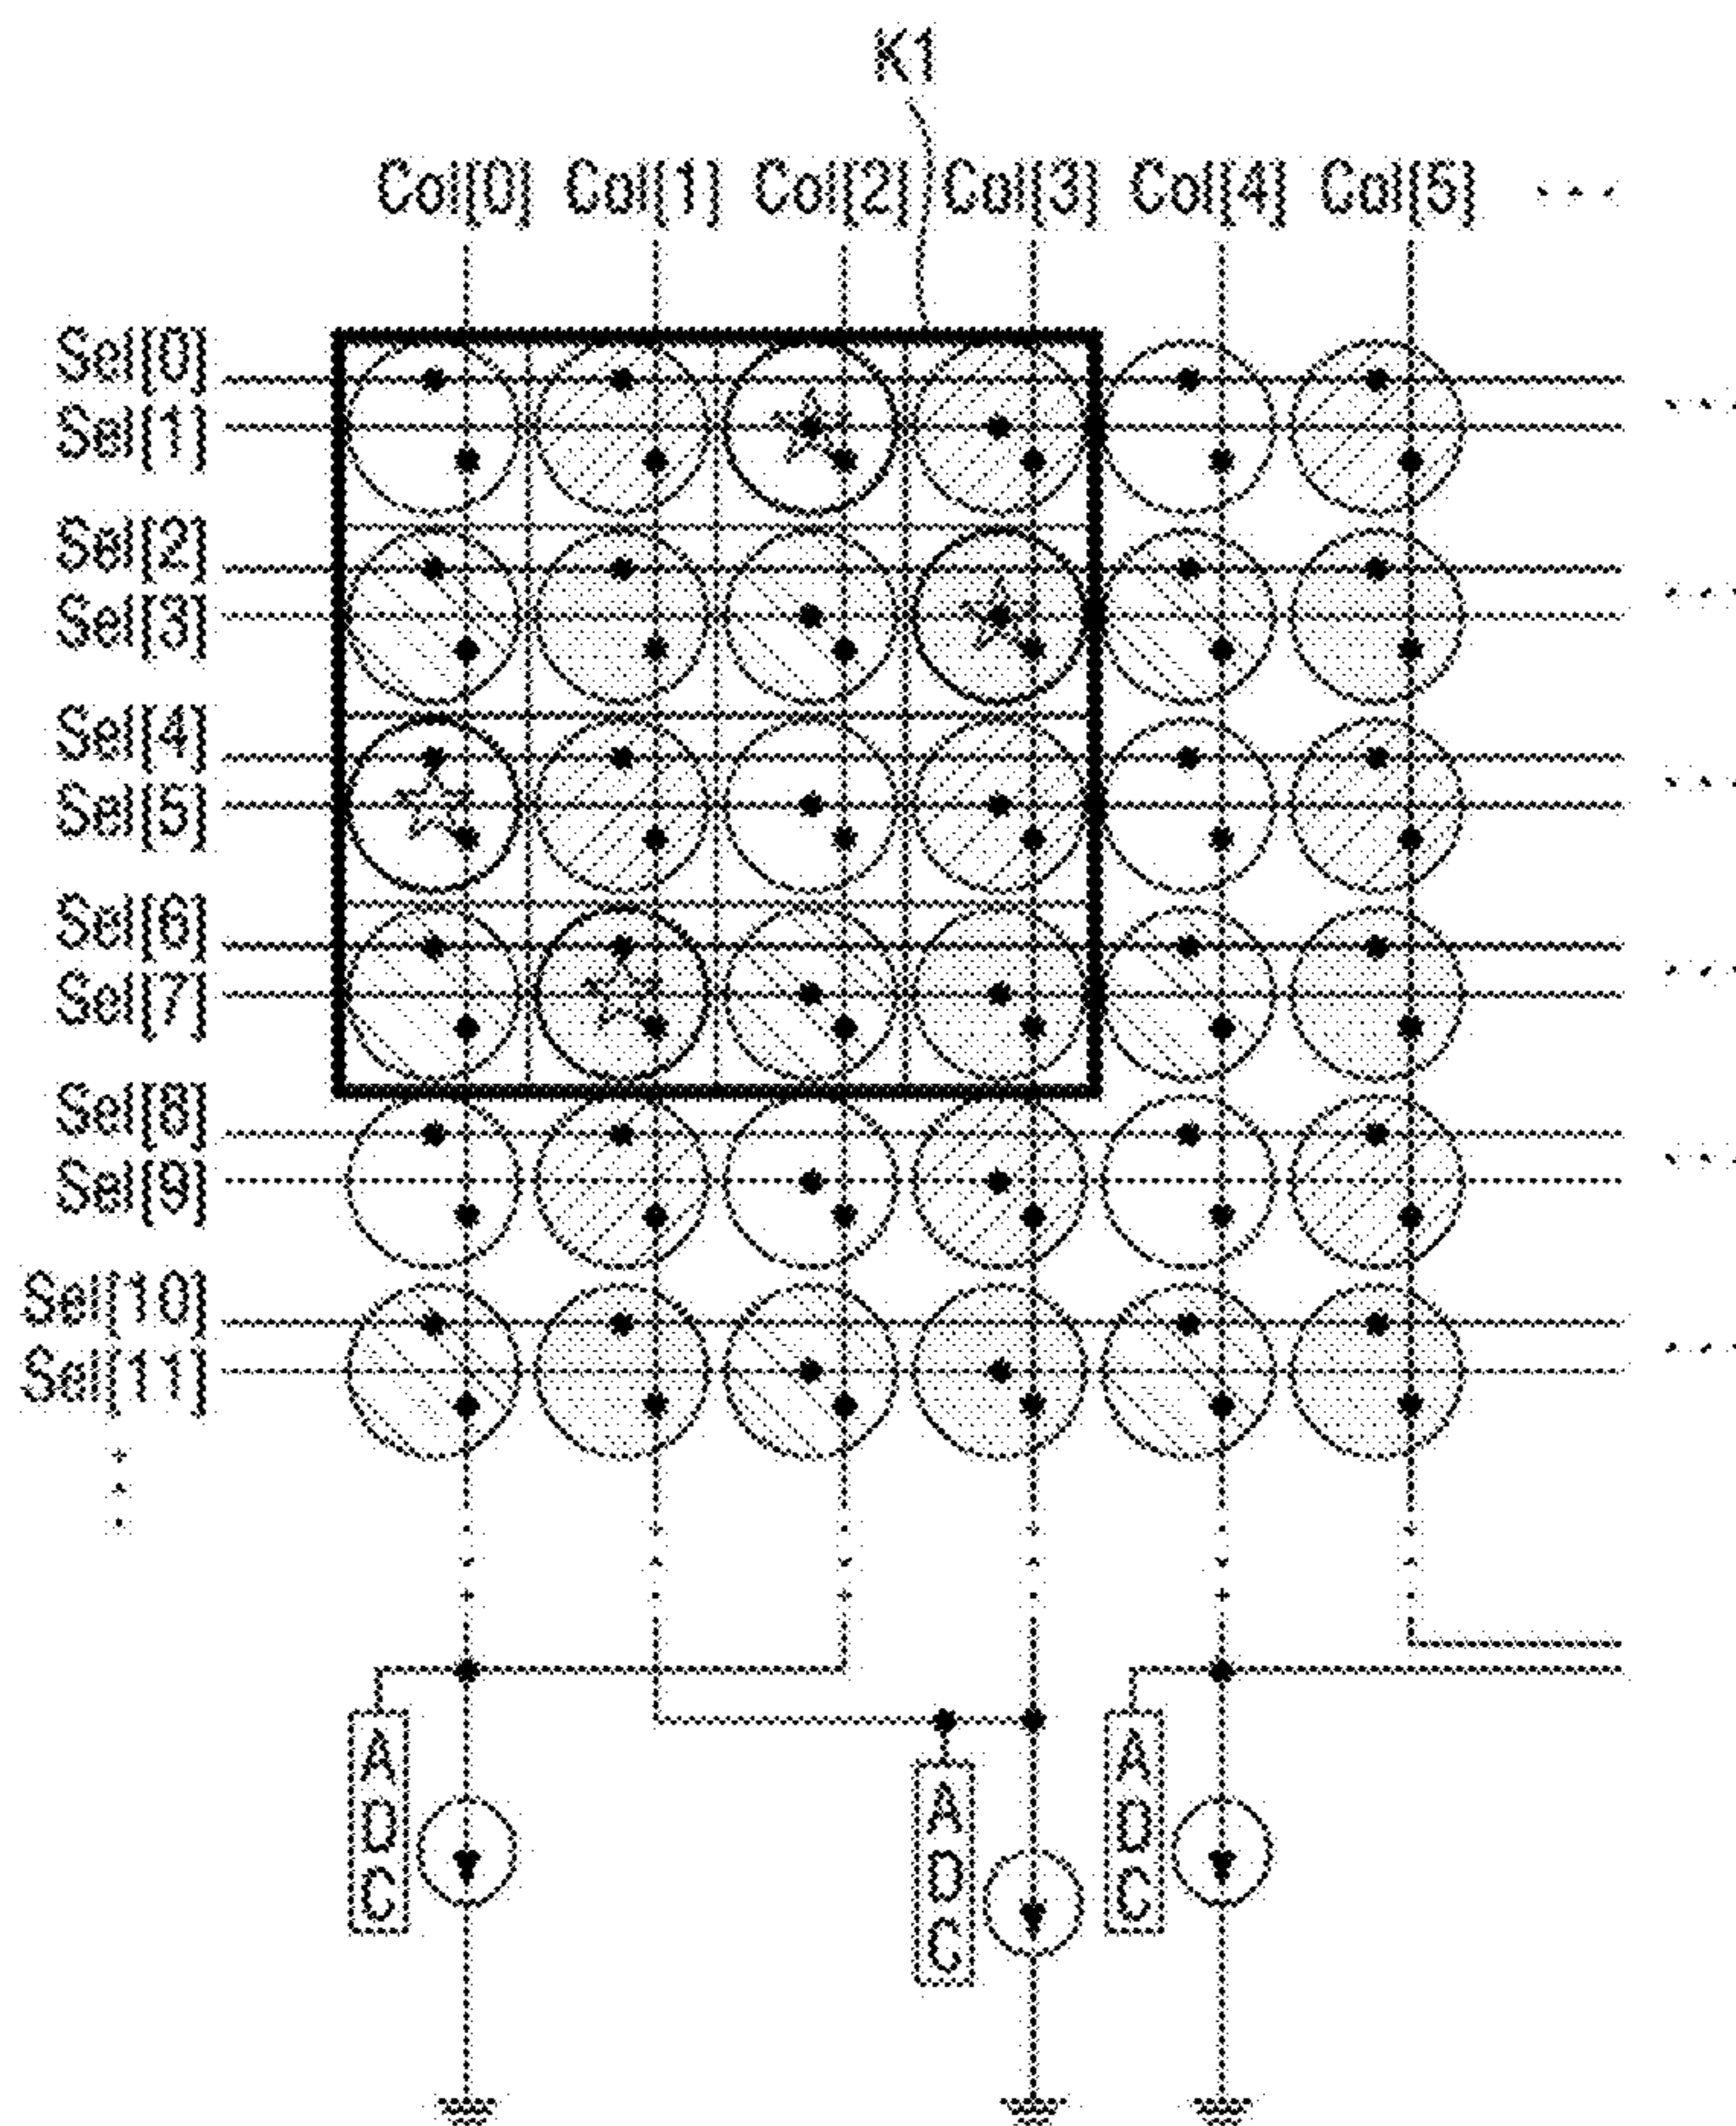 K1
Col[0] Col[1] Col[2] Col[3] Col[4] Col[5] ...
Sel[0]
Sel[1]
Sel[2]
Sel[3]
Sel[4]
Sel[5]
Sel[6]
Sel[7]
Sel[8]
Sel[9]
Sel[10]
Sel[11]
ADC
ADC
ADC